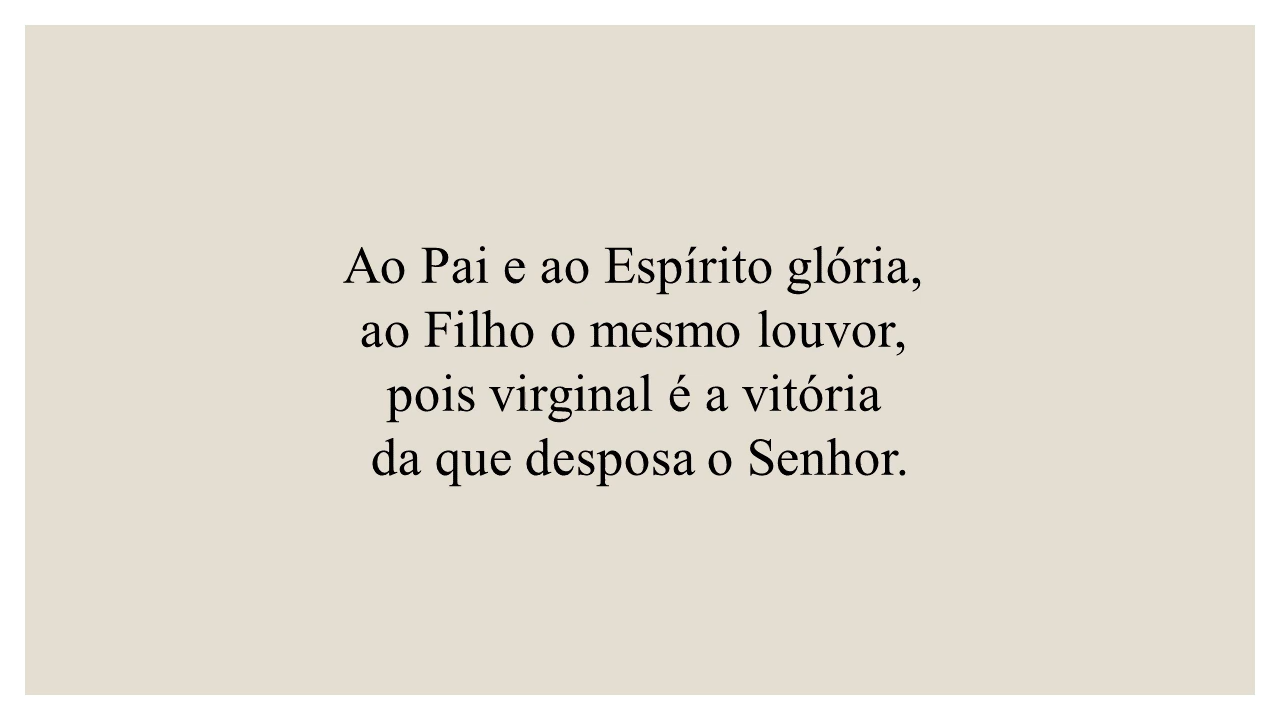 Ao Pai e ao Espírito glória,
ao Filho o mesmo louvor,
pois virginal é a vitória
da que desposa o Senhor.